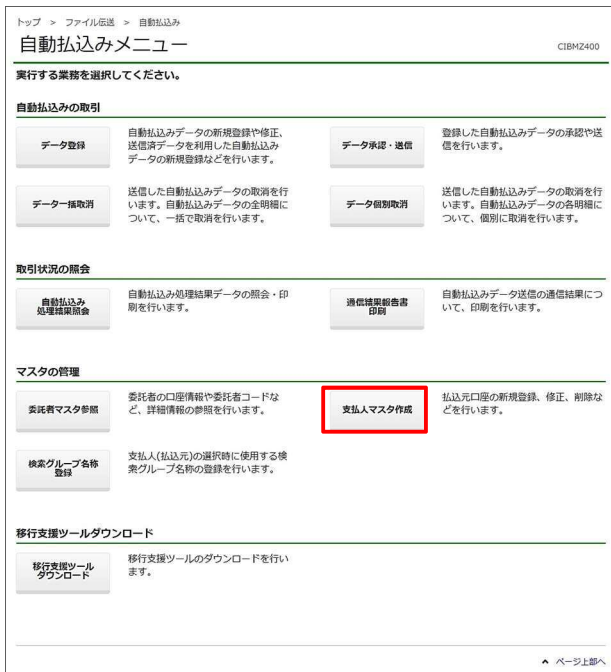 トップ > ファイル伝送 > 自動払込み
自動払込みメニュー
CIBMZ400
実行する業務を選択してください。
自動払込みの取引
データ登録
自動払込みデータの新規登録や修正、
送信済データを利用した自動払込み
データの新規登録などを行います。
データ承認・送信
登録した自動払込みデータの承認や送
信を行います。
データ一括取消
送信した自動払込みデータの取消を行
います。自動払込みデータの全明細に
ついて、一括で取消を行います。
データ個別取消
送信した自動払込みデータの取消を行
います。自動払込みデータの各明細に
ついて、個別に取消を行います。
取引状況の照会
自動払込み
処理結果照会
自動払込み処理結果データの照会・印
刷を行います。
通信結果報告書
印刷
自動払込みデータ送信の通信結果につ
いて、印刷を行います。
マスタの管理
委託者マスタ参照
委託者の口座情報や委託者コードな
ど、詳細情報の参照を行います。
支払人マスタ作成
払込元口座の新規登録、修正、削除な
どを行います。
検索グループ名称
登録
支払人(払込元)の選択時に使用する検
索グループ名称の登録を行います。
移行支援ツールダウンロード
移行支援ツール
ダウンロード
移行支援ツールのダウンロードを行い
ます。
ページ上部へ